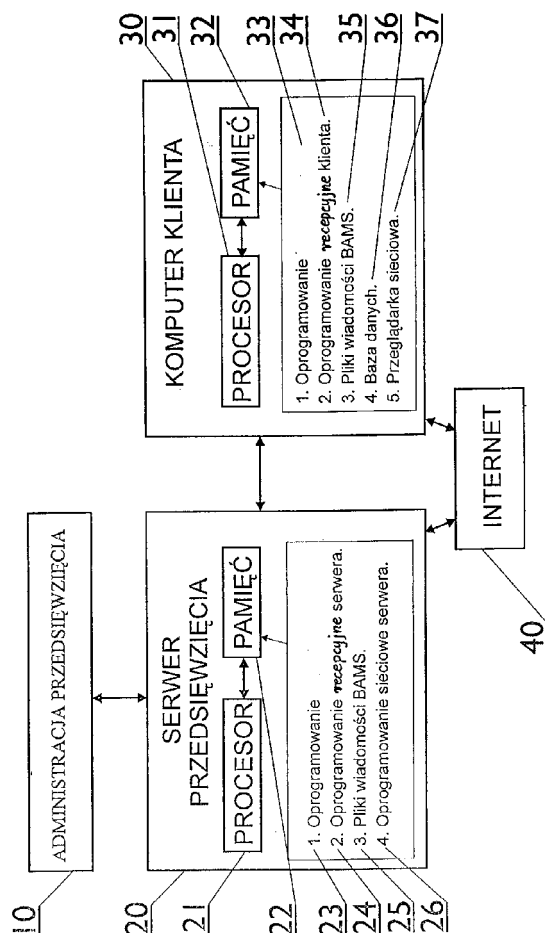 10
ADMINISTRACJA PRZEDSIĘWZIĘCIA
20
SERWER
PRZEDSIĘWZIĘCIA
21
PROCESOR
PAMIĘĆ
22
23
24
25
26
1. Oprogramowanie
2. Oprogramowanie recepcyjne serwera.
3. Pliki wiadomości BAMS.
4. Oprogramowanie sieciowe serwera.
30
31
32
KOMPUTER KLIENTA
PROCESOR
PAMIĘĆ
33
34
35
36
37
1. Oprogramowanie
2. Oprogramowanie recepcyjne klienta.
3. Pliki wiadomości BAMS.
4. Baza danych.
5. Przeglądarka sieciowa.
40
INTERNET